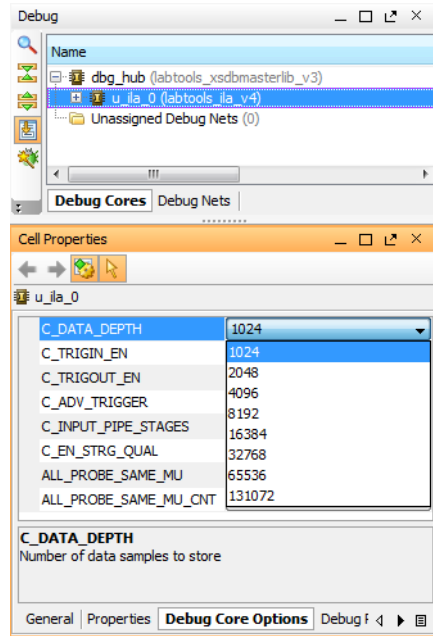 Debug
Name
dbg_hub (labtools_xsdbmasterlib_v3)
u_ila_0 (labtools_ila_v4)
Unassigned Debug Nets (0)
Debug Cores Debug Nets
Cell Properties
u_ila_0
C_DATA_DEPTH 1024
C_TRIGIN_EN 1024
C_TRIGOUT_EN 2048
C_ADV_TRIGGER 4096
C_INPUT_PIPE_STAGES 8192
C_EN_STRG_QUAL 16384
32768
ALL_PROBE_SAME_MU 65536
ALL_PROBE_SAME_MU_CNT 131072
C_DATA_DEPTH
Number of data samples to store
General Properties Debug Core Options Debug